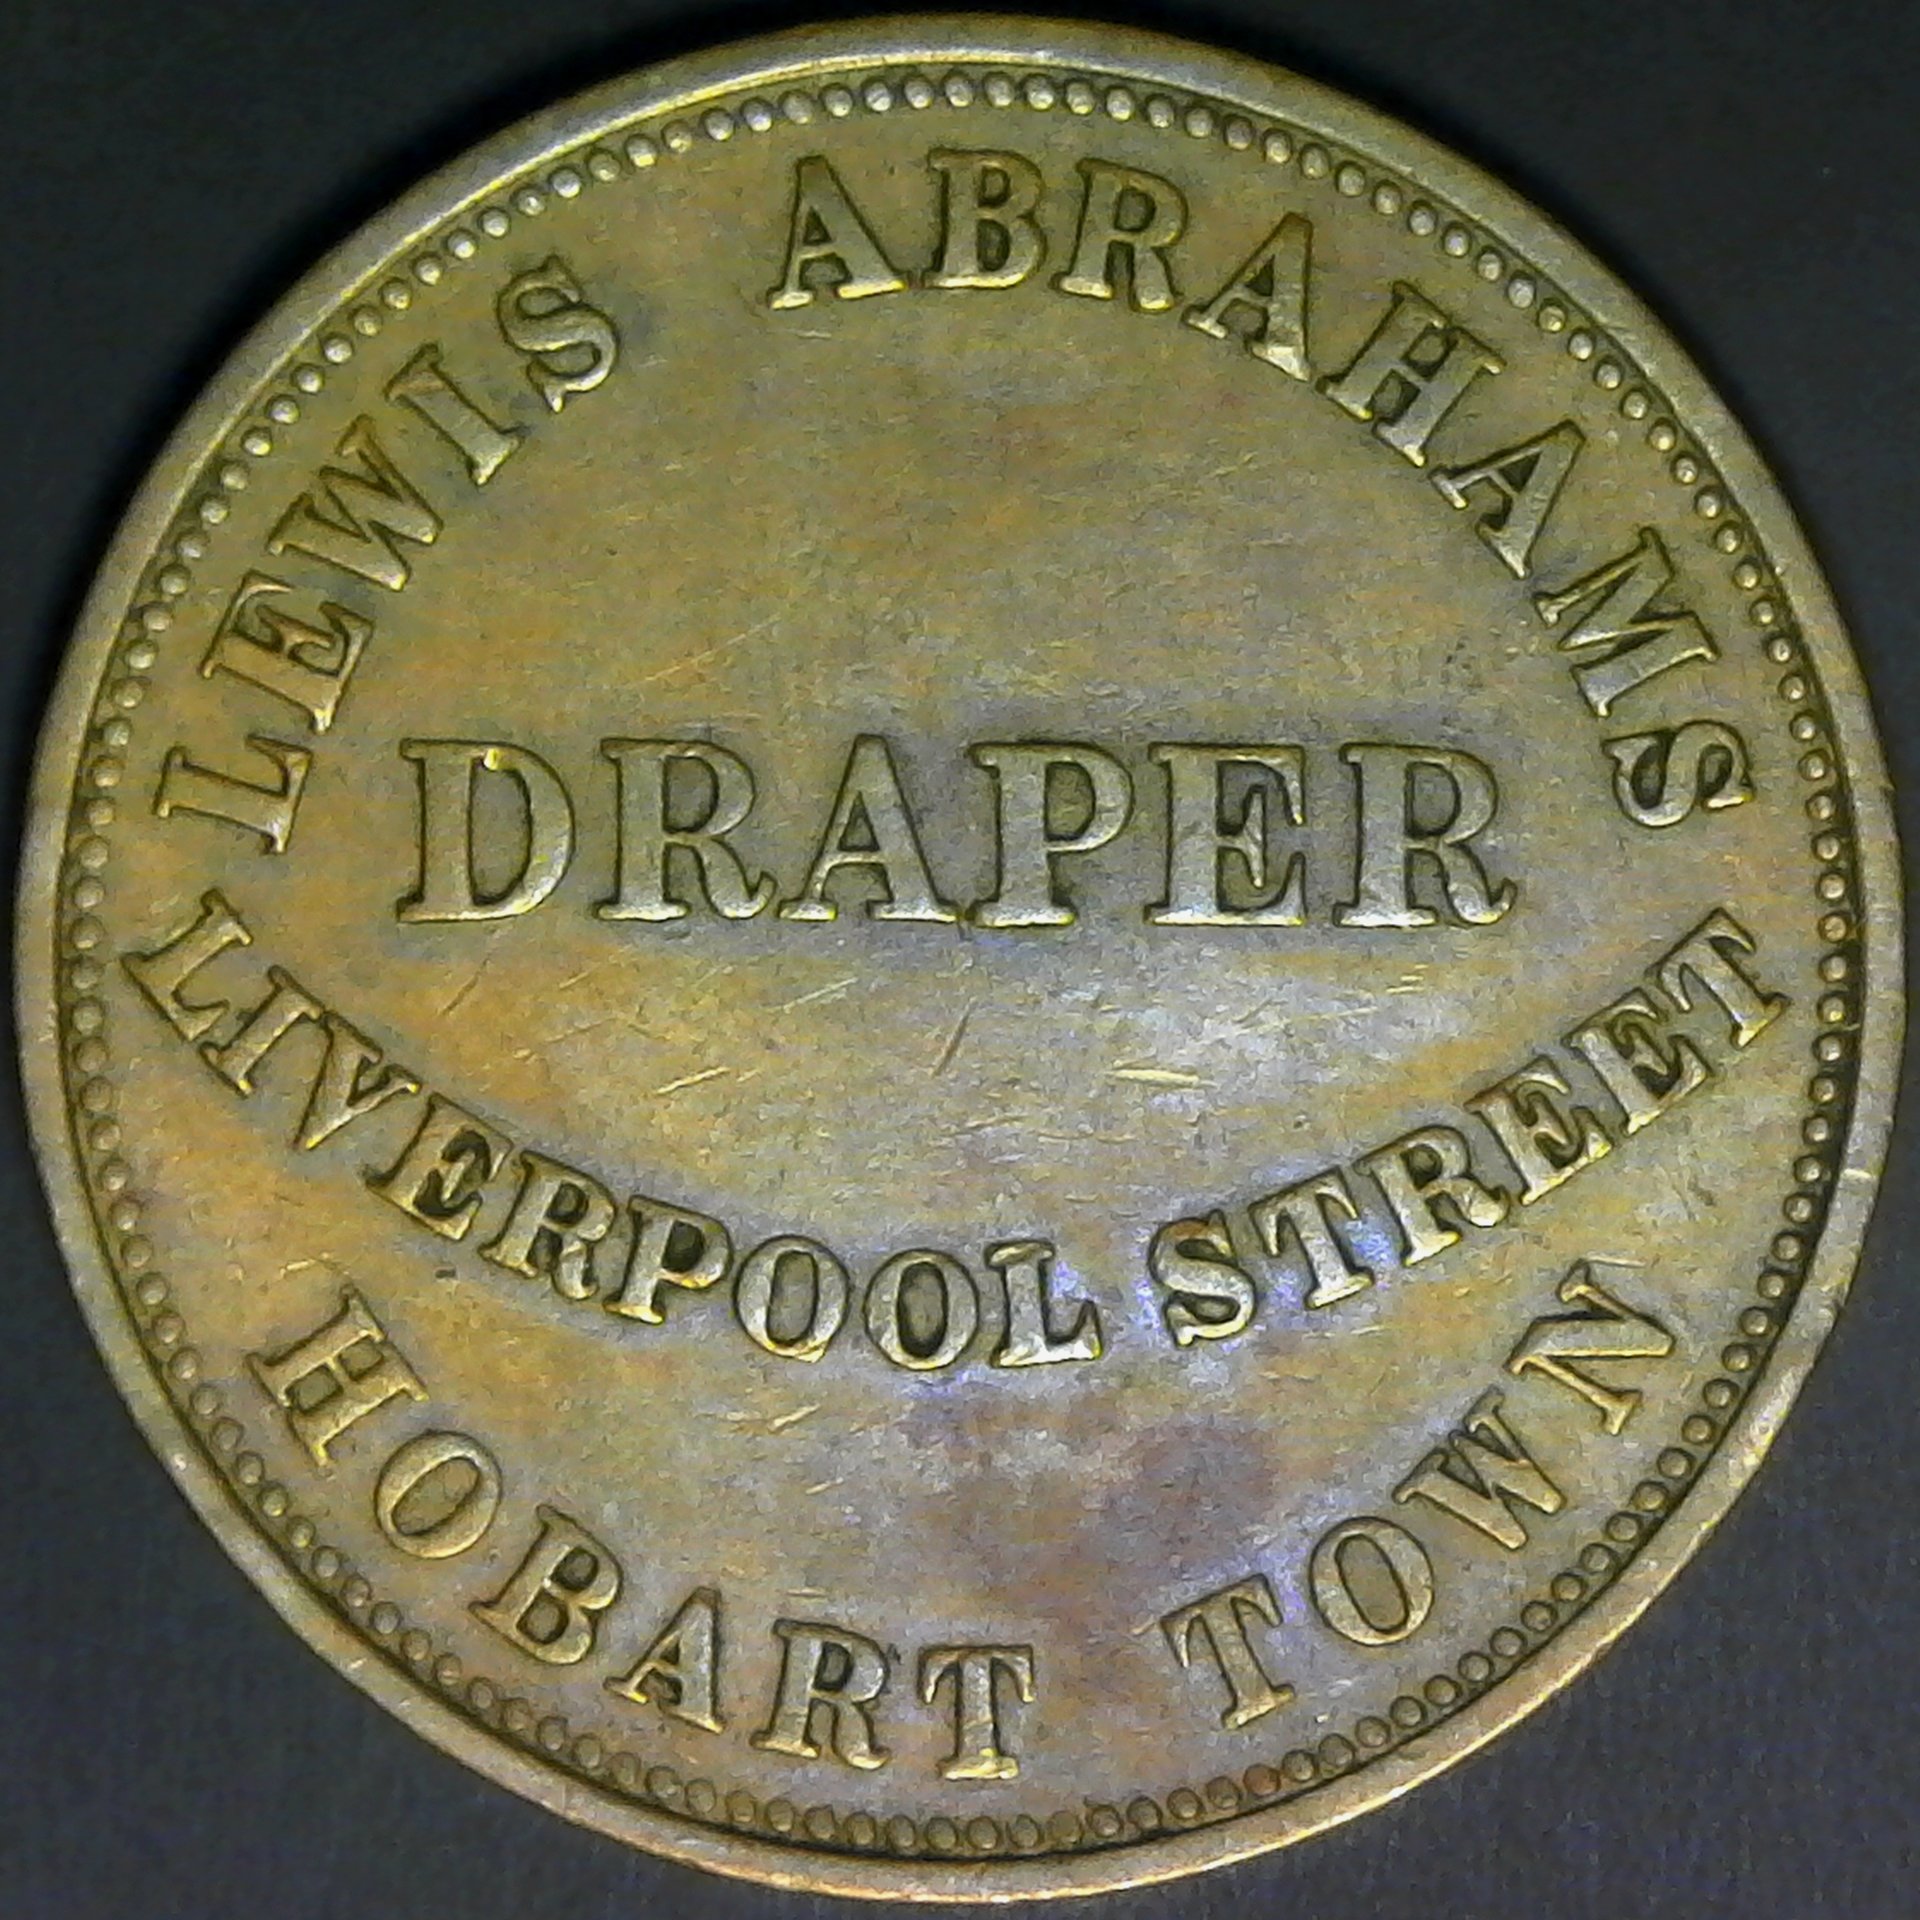 LEWIS ABRAHAMS
DRAPER
LIVERPOOL STREET
HOBART TOWN